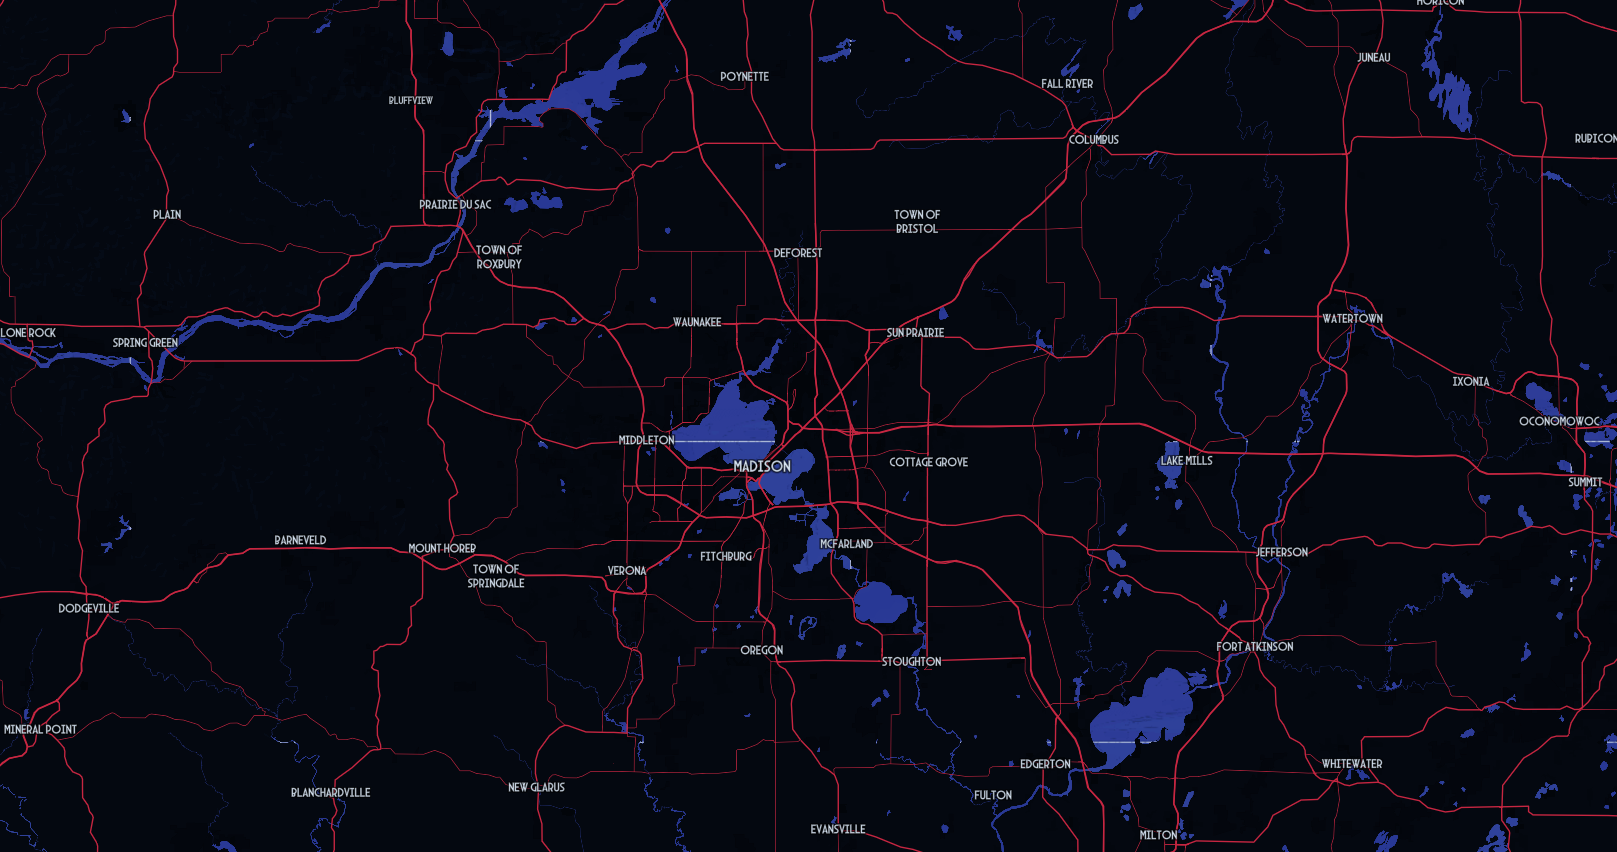 HORICON
JUNEAU
POYNETTE
FALL RIVER
BLUFFVIEW
COLUMBUS
RUBICON
PRAIRIE DU SAC
PLAIN
TOWN OF
BRISTOL
TOWN OF
ROXBURY
DEFOREST
WAUNAKEE
WATERTOWN
LONE ROCK
SUN PRAIRIE
SPRING GREEN
IXONIA
OCONOMOWOC
MIDDLETON
MADISON
COTTAGE GROVE
LAKE MILLS
SUMMIT
BARNEVELD
MOUNT HOREB
MCFARLAND
JEFFERSON
FITCHBURG
TOWN OF
SPRINGDALE
VERONA
DODGEVILLE
OREGON
FORT ATKINSON
STOUGHTON
MINERAL POINT
EDGERTON
WHITEWATER
NEW GLARUS
BLANCHARDVILLE
FULTON
EVANSVILLE
MILTON